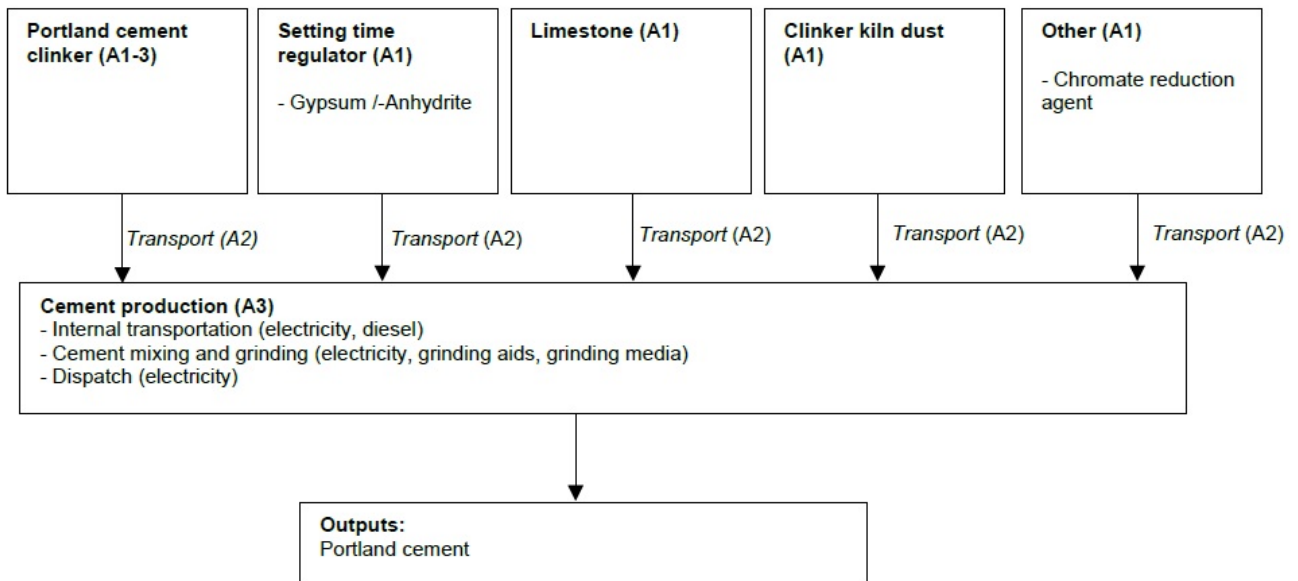 Portland cement
clinker (A1-3)
Setting time
regulator (A1)
- Gypsum /-Anhydrite
Limestone (A1)
Clinker kiln dust
(A1)
Other (A1)
- Chromate reduction
agent
Transport (A2)
Transport (A2)
Transport (A2)
Transport (A2)
Transport (A2)
Cement production (A3)
- Internal transportation (electricity, diesel)
- Cement mixing and grinding (electricity, grinding aids, grinding media)
- Dispatch (electricity)
Outputs:
Portland cement